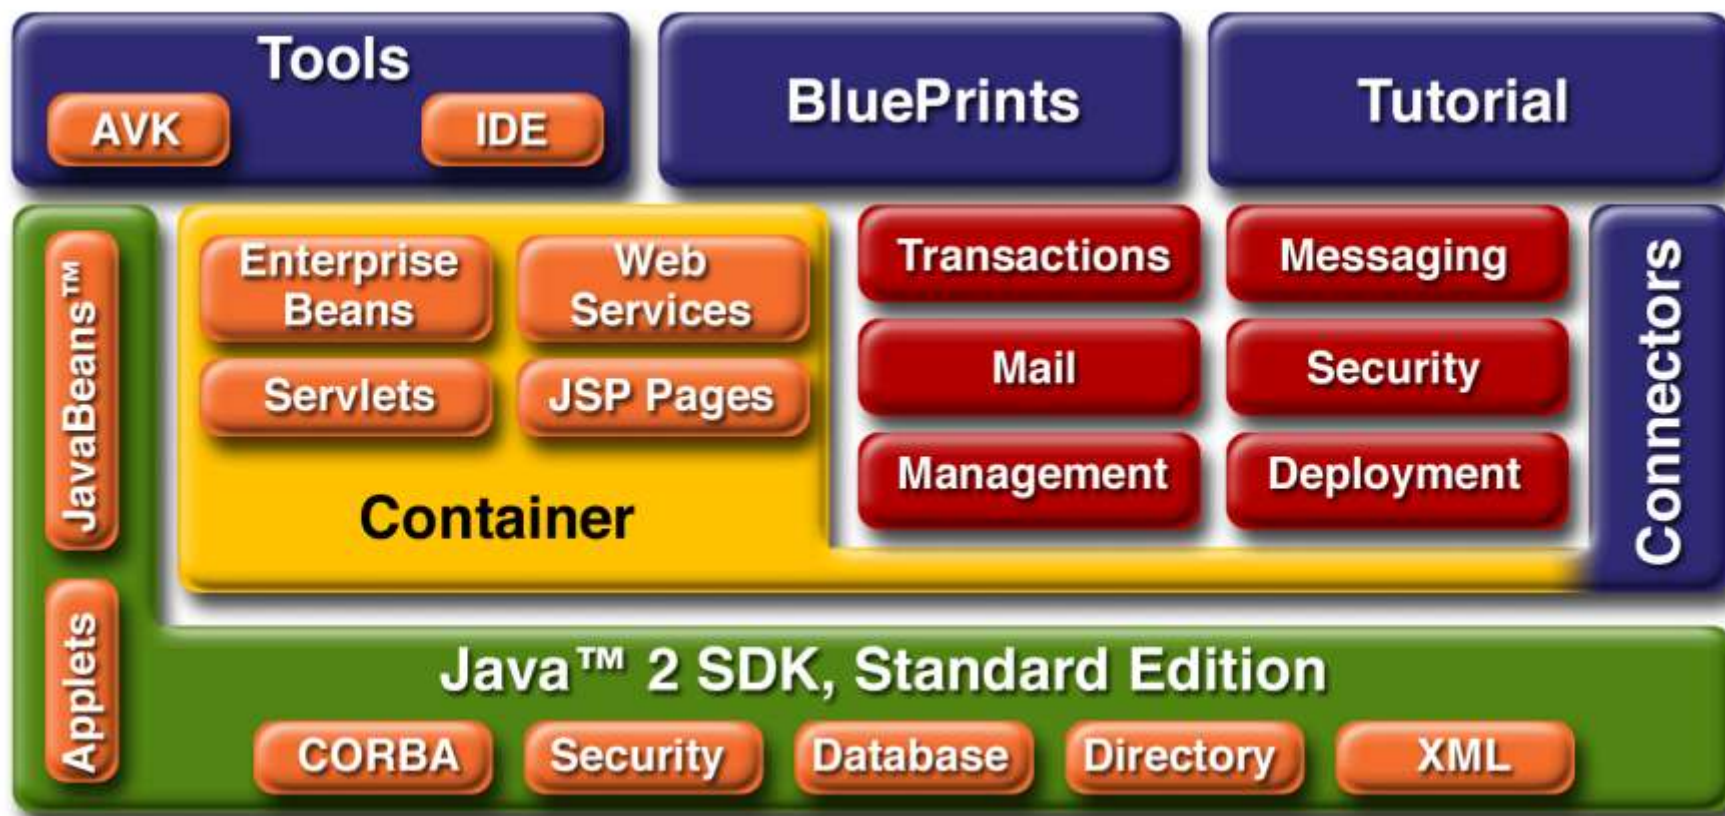 Tools
AVK
IDE
BluePrints
Tutorial
JavaBeans™
Applets
Enterprise
Beans
Web
Services
Servlets
JSP Pages
Container
Transactions
Messaging
Mail
Security
Management
Deployment
Connectors
Java™ 2 SDK, Standard Edition
CORBA
Security
Database
Directory
XML